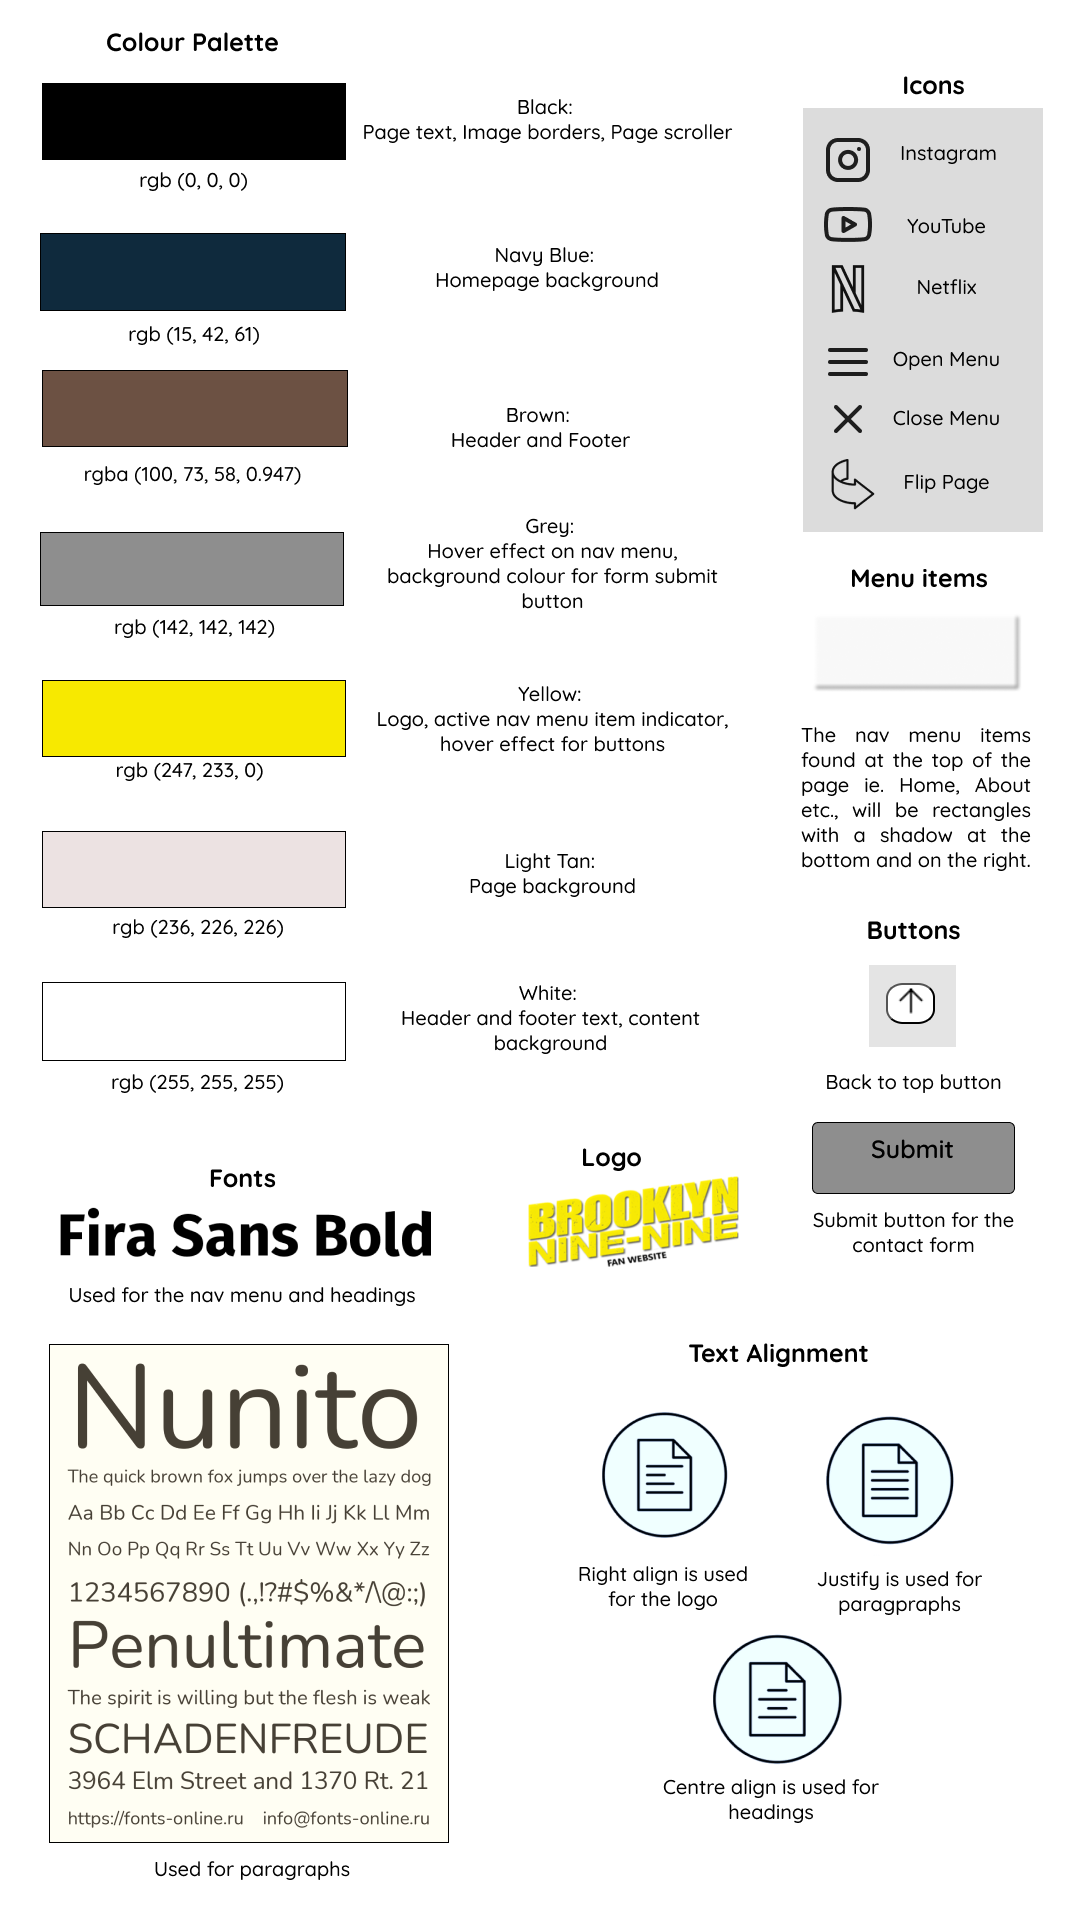 Colour Palette
Black:
Page text, Image borders, Page scroller
rgb (0, 0, 0)
Navy Blue:
Homepage background
rgb (15, 42, 61)
Brown:
Header and Footer
rgba (100, 73, 58, 0.947)
Grey:
Hover effect on nav menu,
background colour for form submit
button
rgb (142, 142, 142)
Yellow:
Logo, active nav menu item indicator,
hover effect for buttons
rgb (247, 233, 0)
Light Tan:
Page background
rgb (236, 226, 226)
White:
Header and footer text, content
background
rgb (255, 255, 255)
Icons
Instagram
YouTube
Netflix
Open Menu
Close Menu
Flip Page
Menu items
The nav menu items
found at the top of the
page ie. Home, About
etc., will be rectangles
with a shadow at the
bottom and on the right.
Buttons
Back to top button
Submit
Submit button for the
contact form
Fonts
Fira Sans Bold
Used for the nav menu and headings
Logo
BROOKLYN
NINE-NINE
FAN WEBSITE
Nunito
The quick brown fox jumps over the lazy dog
Aa Bb Cc Dd Ee Ff Gg Hh Ii Jj Kk Ll Mm
Nn Oo Pp Qq Rr Ss Tt Uu Vv Ww Xx Yy Zz
1234567890 (.,!?#$%&*/\@:;)
Penultimate
The spirit is willing but the flesh is weak
SCHADENFREUDE
3964 Elm Street and 1370 Rt. 21
https://fonts-online.ru info@fonts-online.ru
Used for paragraphs
Text Alignment
Right align is used
for the logo
Justify is used for
paragpraphs
Centre align is used for
headings